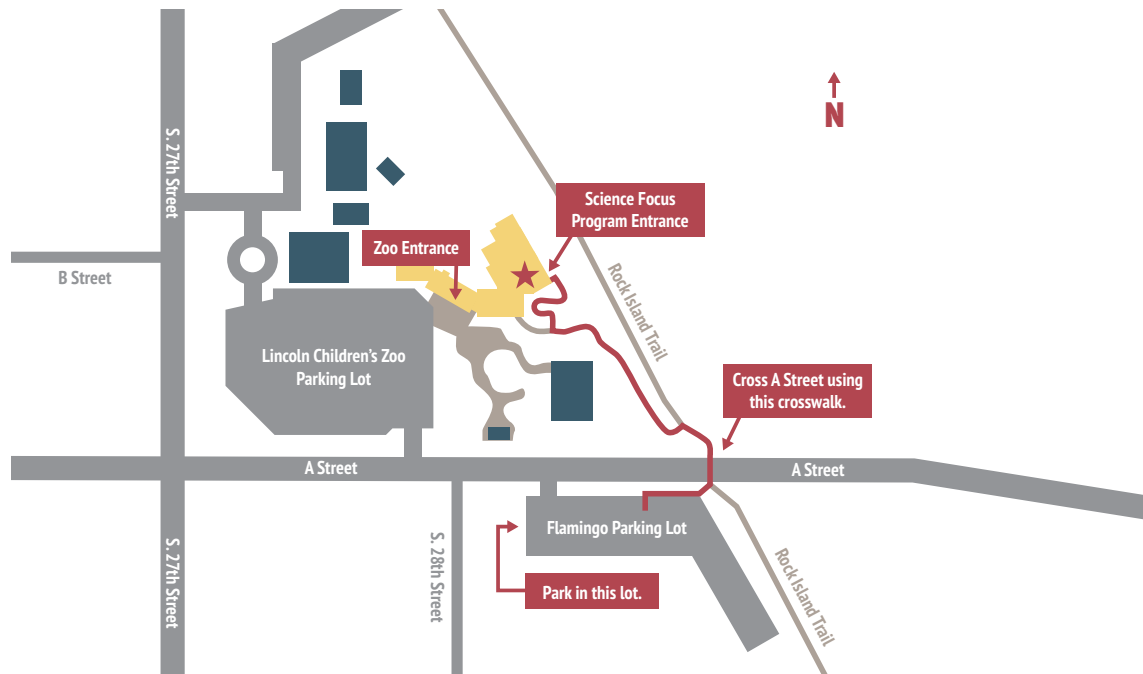 N
S. 27th Street
Science Focus
Program Entrance
Zoo Entrance
B Street
Rock Island Trail
Lincoln Children's Zoo
Parking Lot
Cross A Street using
this crosswalk.
A Street
A Street
Flamingo Parking Lot
S. 27th Street
S. 28th Street
Park in this lot.
Rock Island Trail